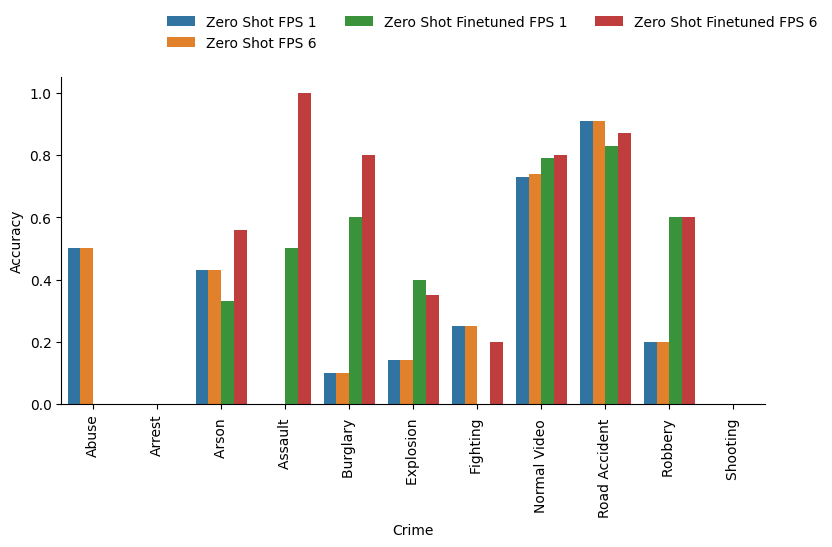 Zero Shot FPS 1
Zero Shot FPS 6
Zero Shot Finetuned FPS 1
Zero Shot Finetuned FPS 6
1.0
0.8
0.6
0.4
0.2
0.0
Accuracy
Abuse
Arrest
Arson
Assault
Burglary
Explosion
Fighting
Normal Video
Road Accident
Robbery
Shooting
Crime